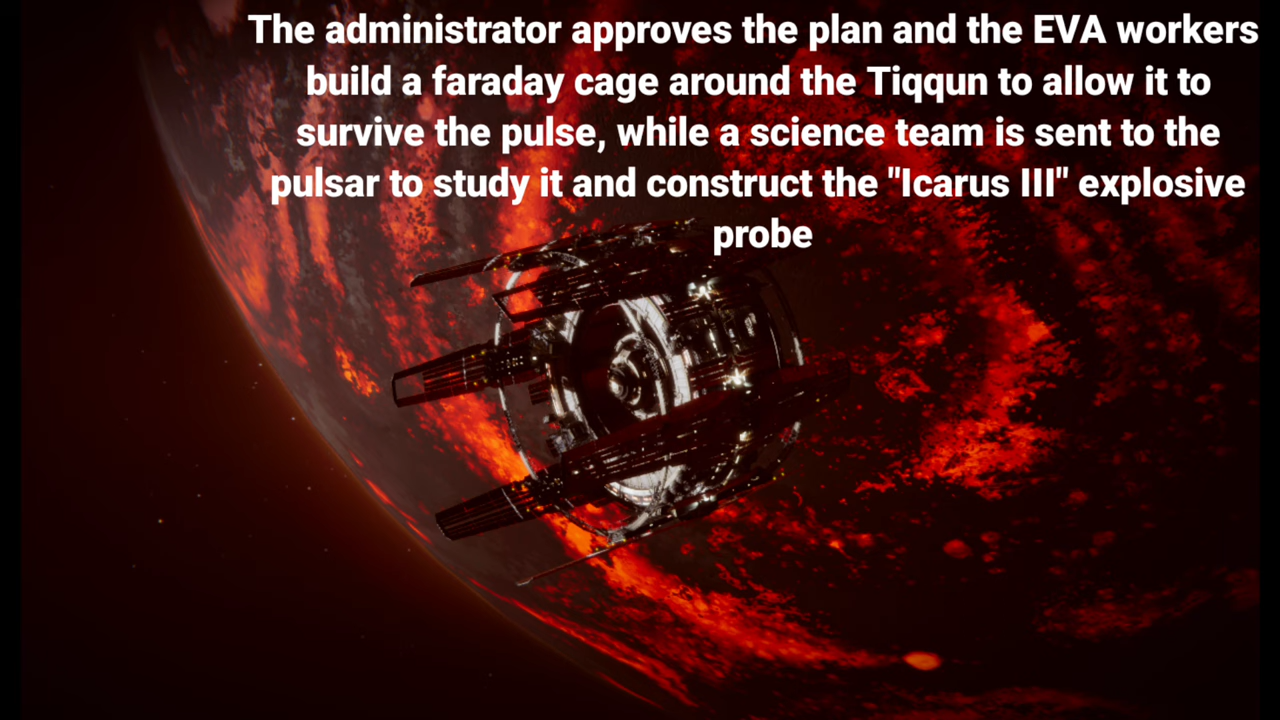 The administrator approves the plan and the EVA workers
build a faraday cage around the Tiqqun to allow it to
survive the pulse, while a science team is sent to the
pulsar to study it and construct the "Icarus III" explosive
probe